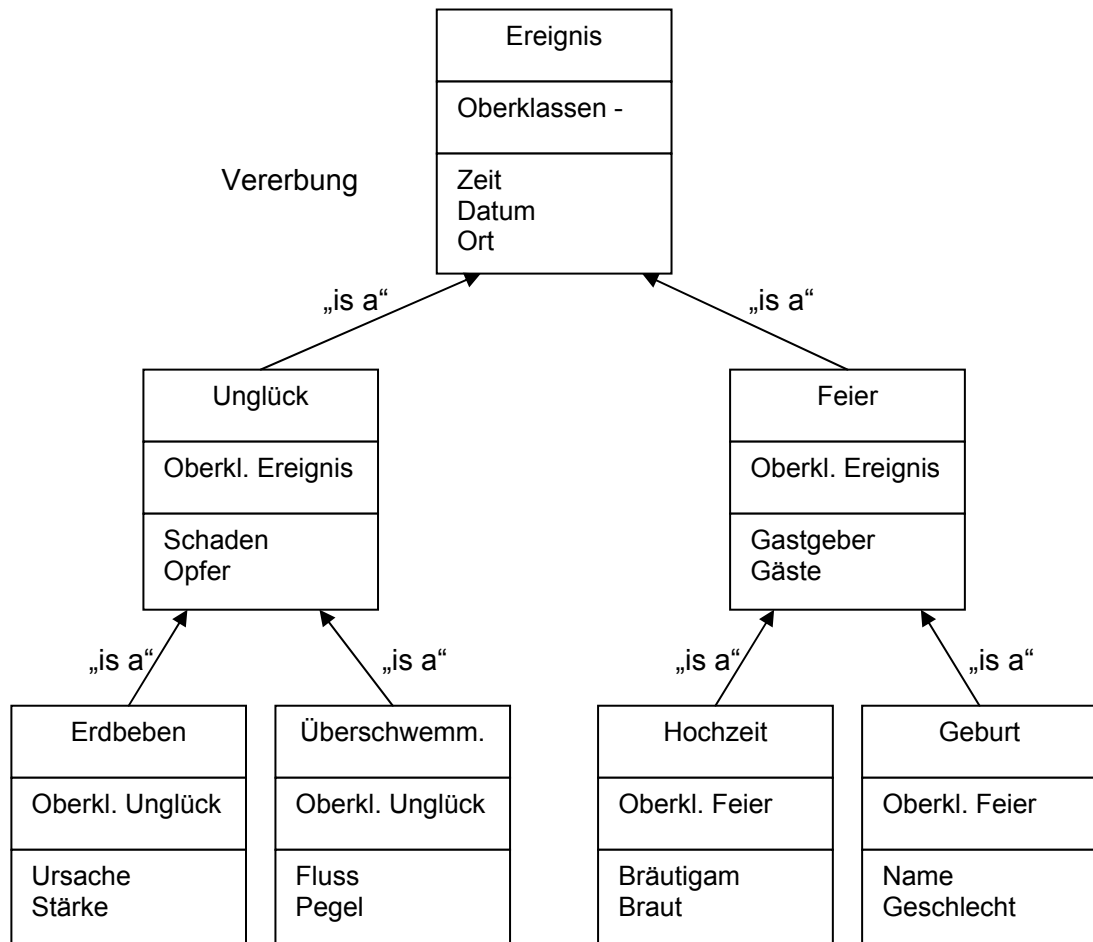 Ereignis
Oberklassen -
Vererbung
Zeit
Datum
Ort
„is a“
„is a“
Unglück
Oberkl. Ereignis
Schaden
Opfer
Feier
Oberkl. Ereignis
Gastgeber
Gäste
„is a“
„is a“
„is a“
„is a“
Erdbeben
Oberkl. Unglück
Ursache
Stärke
Überschwemm.
Oberkl. Unglück
Fluss
Pegel
Hochzeit
Oberkl. Feier
Bräutigam
Braut
Geburt
Oberkl. Feier
Name
Geschlecht